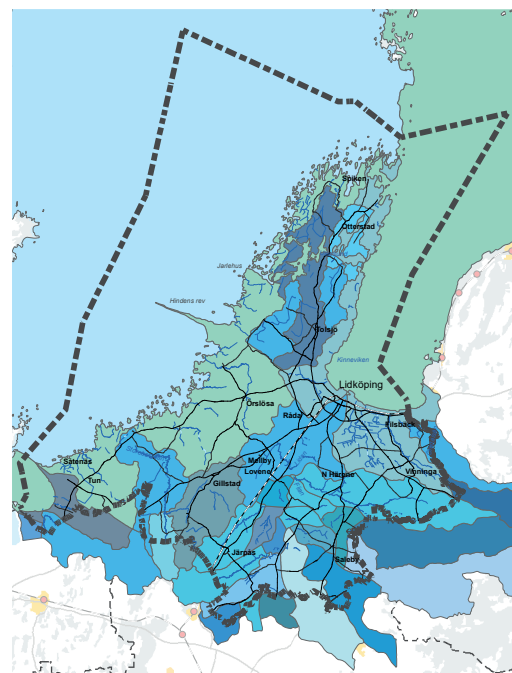 Spiken
Otterstad
Jarlehus
Hindens rev
Tolsjö
Kinneviken
Lidköping
Örslösa
Råda
Filsbäck
Mellby
Såtenäs
Lovene
N Härene
Vinninga
Tun
Gillstad
Järpås
Saleby